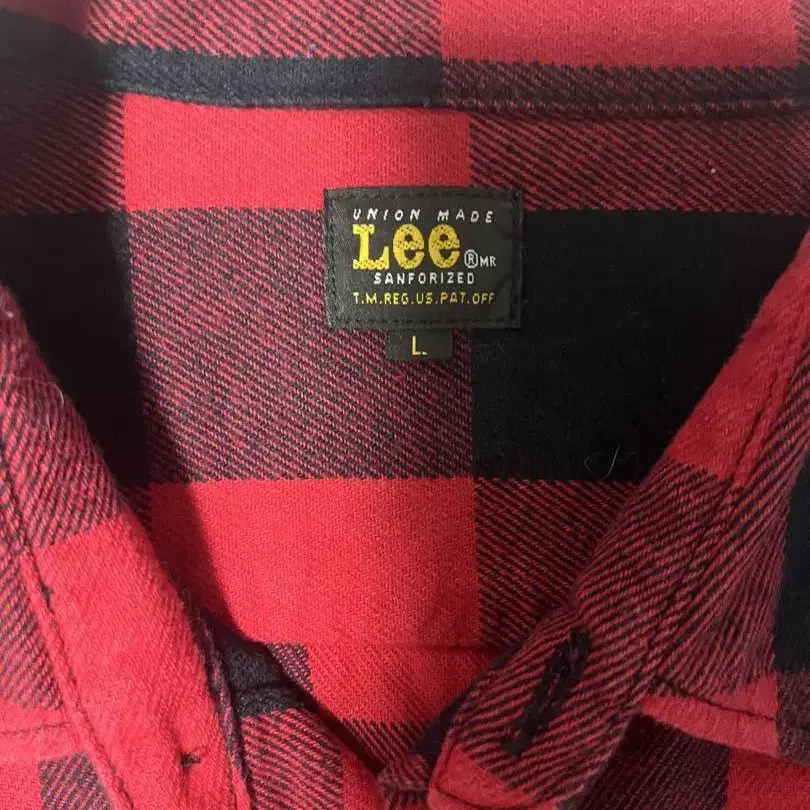 UNION MADE
Lee® MR
SANFORIZED
T.M.REG.US.PAT.OFF
L